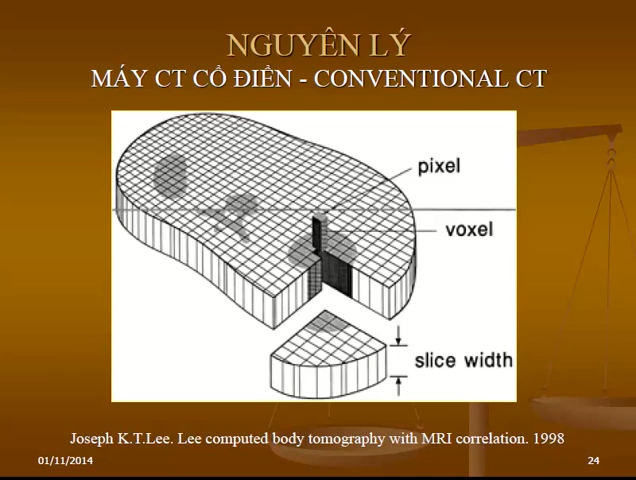 NGUYÊN LÝ
MÁY CT CỔ ĐIỂN - CONVENTIONAL CT
pixel
voxel
slice width
Joseph K.T.Lee. Lee computed body tomography with MRI correlation. 1998
01/11/2014
24